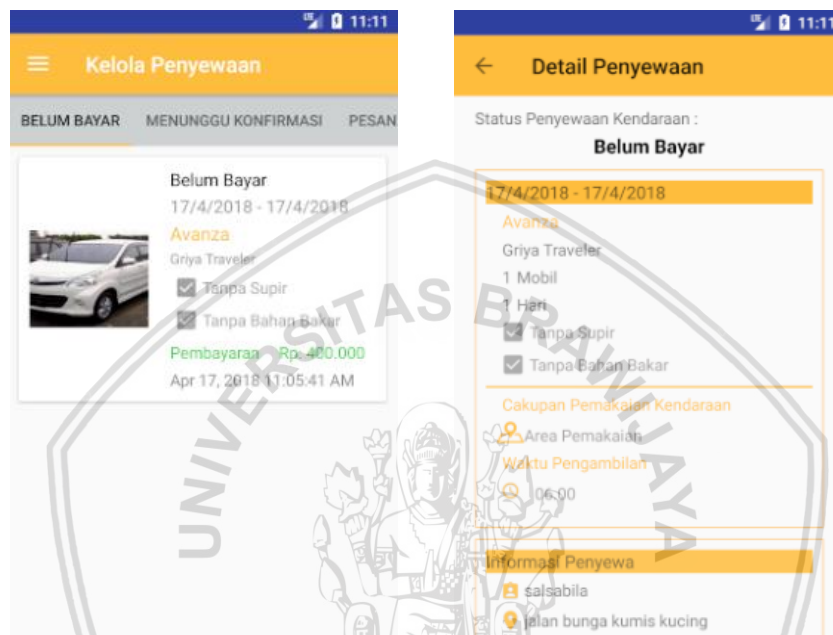 11:11
Kelola Penyewaan
BELUM BAYAR MENUNGGU KONFIRMASI PESAN
Belum Bayar
17/4/2018 - 17/4/2018
Avanza
Griya Traveler
Tanpa Supir
Tanpa Bahan Bakar
Pembayaran Rp. 400.000
Apr 17, 2018 11:05:41 AM
11:11
Detail Penyewaan
Status Penyewaan Kendaraan :
Belum Bayar
17/4/2018 - 17/4/2018
Avanza
Griya Traveler
1 Mobil
1 Hari
Tanpa Supir
Tanpa Bahan Bakar
Cakupan Pemakaian Kendaraan
Area Pemakaian
Waktu Pengambilan
06:00
Informasi Penyewa
salsabila
jalan bunga kumis kucing
UNIVERSITAS BRAWIJAYA